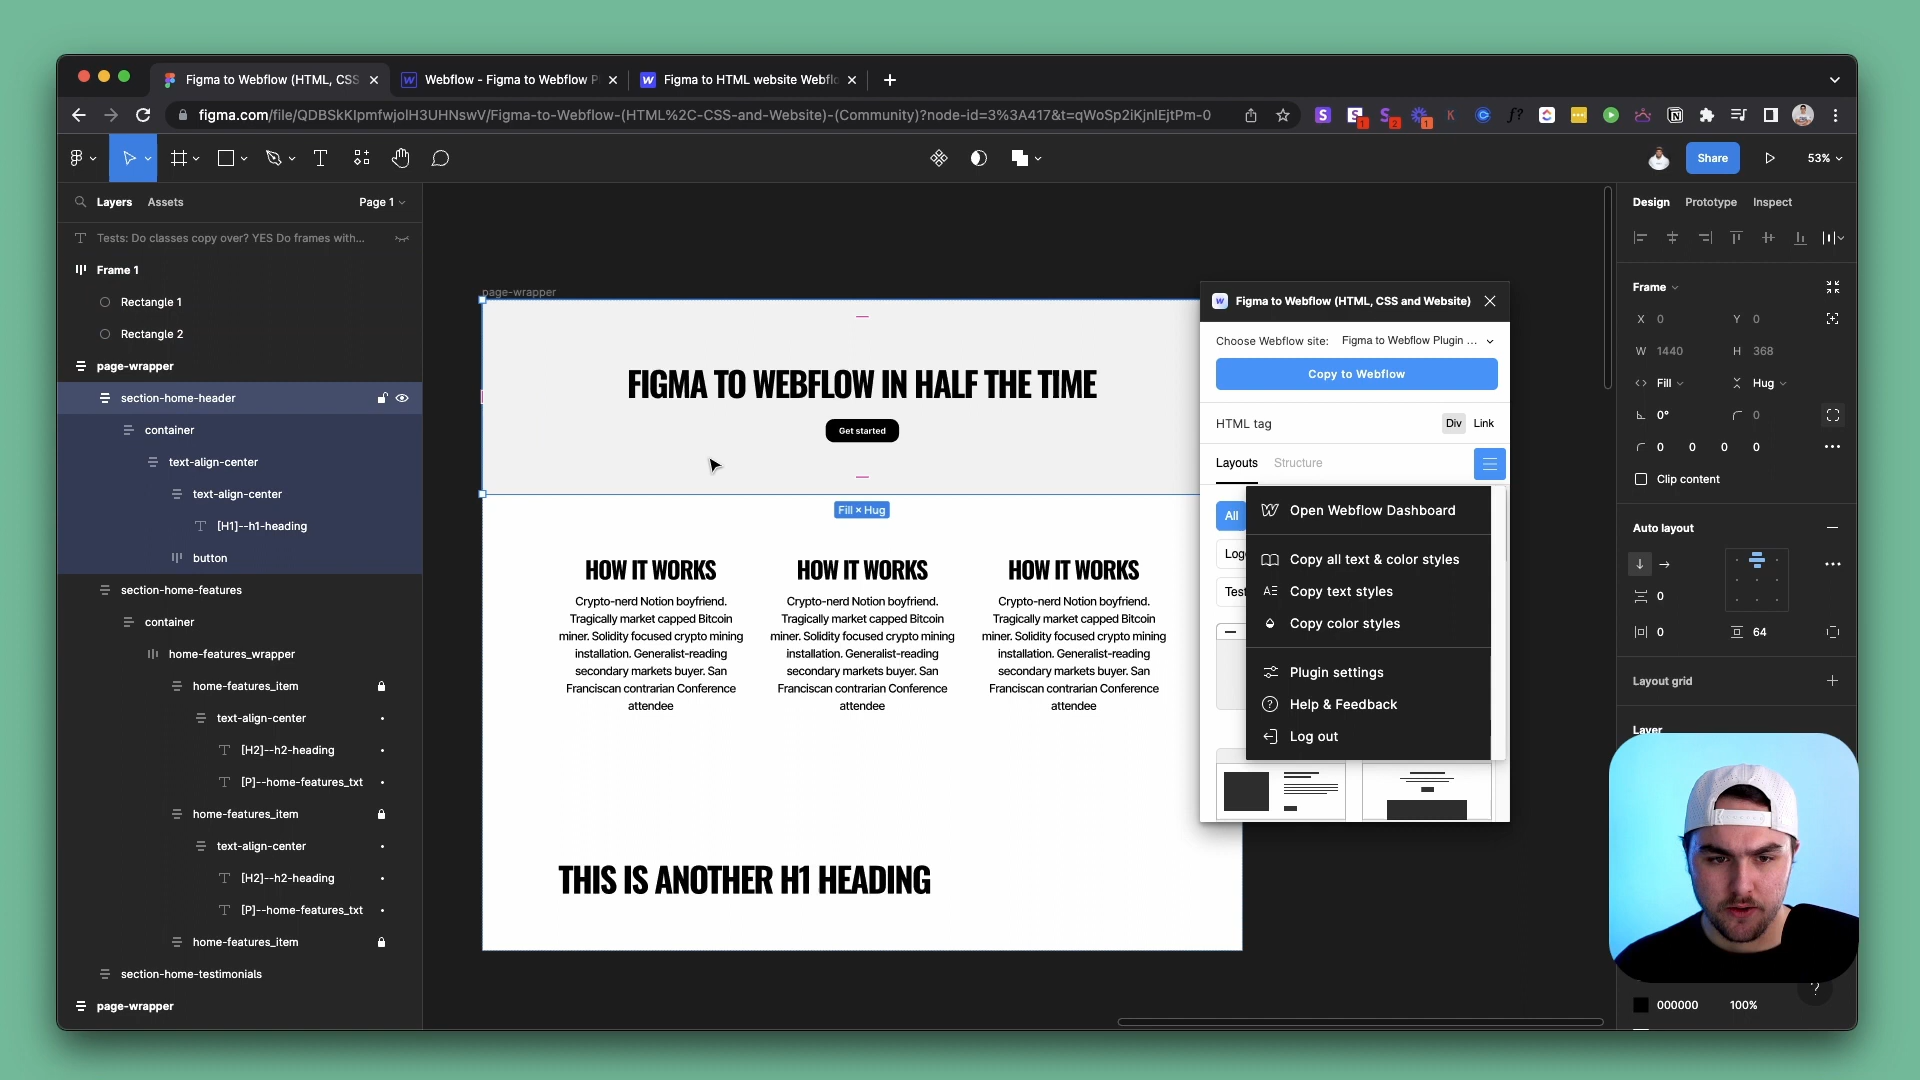 Figma to Webflow (HTML, CSS
Webflow - Figma to Webflow P
Figma to HTML website Webflo
figma.com/file/QDBSkKIpmfwjolH3UHNswV/Figma-to-Webflow-(HTML%2C-CSS-and-Website)-(Community)?node-id=3%3A417&t=qWoSp2iKjnlEjtPm-0
Share
53%
Layers
Assets
Page 1
Tests: Do classes copy over? YES Do frames with...
Frame 1
Rectangle 1
Rectangle 2
page-wrapper
section-home-header
container
text-align-center
text-align-center
[H1]--h1-heading
button
section-home-features
container
home-features_wrapper
home-features_item
text-align-center
[H2]--h2-heading
[P]--home-features_txt
home-features_item
text-align-center
[H2]--h2-heading
[P]--home-features_txt
home-features_item
section-home-testimonials
page-wrapper
page-wrapper
FIGMA TO WEBFLOW IN HALF THE TIME
Get started
Fill × Hug
HOW IT WORKS
Crypto-nerd Notion boyfriend.
Tragically market capped Bitcoin
miner. Solidity focused crypto mining
installation. Generalist-reading
secondary markets buyer. San
Franciscan contrarian Conference
attendee
HOW IT WORKS
Crypto-nerd Notion boyfriend.
Tragically market capped Bitcoin
miner. Solidity focused crypto mining
installation. Generalist-reading
secondary markets buyer. San
Franciscan contrarian Conference
attendee
HOW IT WORKS
Crypto-nerd Notion boyfriend.
Tragically market capped Bitcoin
miner. Solidity focused crypto mining
installation. Generalist-reading
secondary markets buyer. San
Franciscan contrarian Conference
attendee
THIS IS ANOTHER H1 HEADING
Figma to Webflow (HTML, CSS and Website)
Choose Webflow site:
Figma to Webflow Plugin ...
Copy to Webflow
HTML tag
Div
Link
Layouts
Structure
All
Open Webflow Dashboard
Copy all text & color styles
Copy text styles
Copy color styles
Plugin settings
Help & Feedback
Log out
Design
Prototype
Inspect
Frame
X 0
Y 0
W 1440
H 368
Fill
Hug
0°
0
0
0
0
0
Clip content
Auto layout
0
0
64
Layout grid
Layer
?
000000
100%